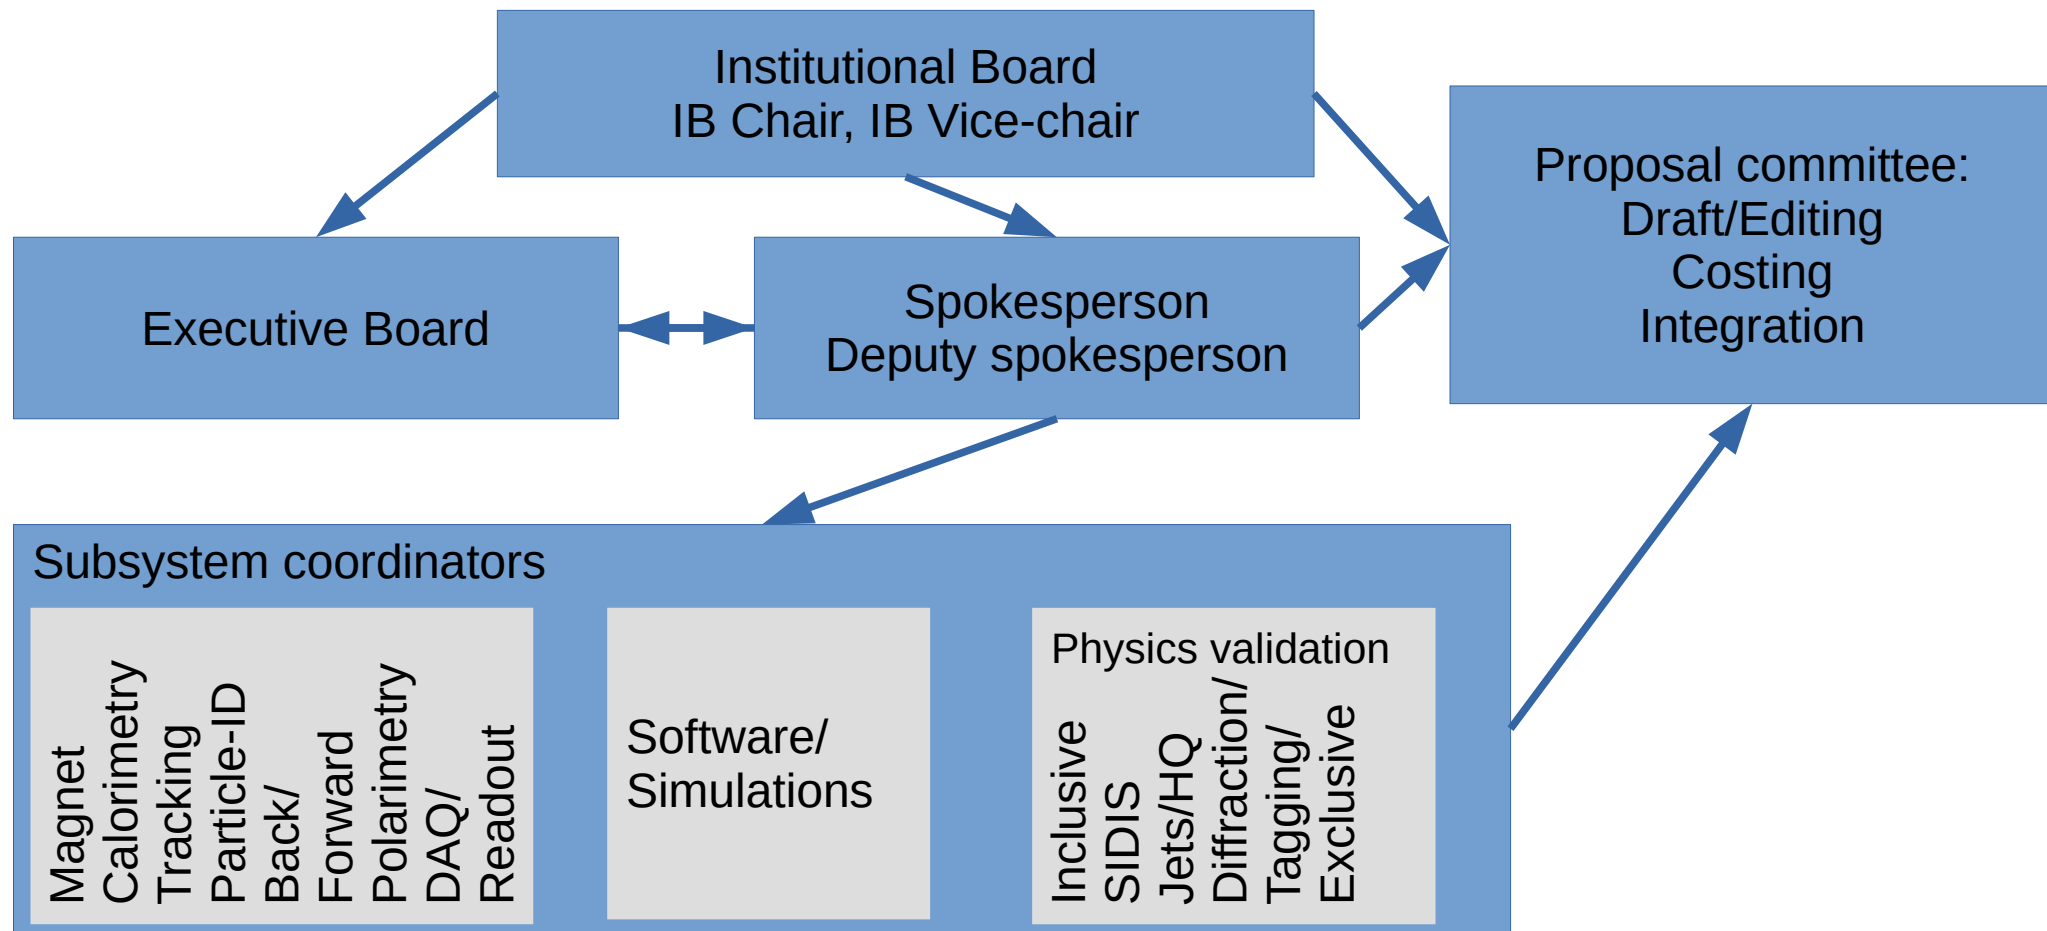 Institutional Board
IB Chair, IB Vice-chair
Proposal committee:
Draft/Editing
Costing
Integration
Executive Board
Spokesperson
Deputy spokesperson
Subsystem coordinators
Magnet
Calorimetry
Tracking
Particle-ID
Back/
Forward
Polarimetry
DAQ/
Readout
Software/
Simulations
Physics validation
Inclusive
SIDIS
Jets/HQ
Diffraction/
Tagging/
Exclusive